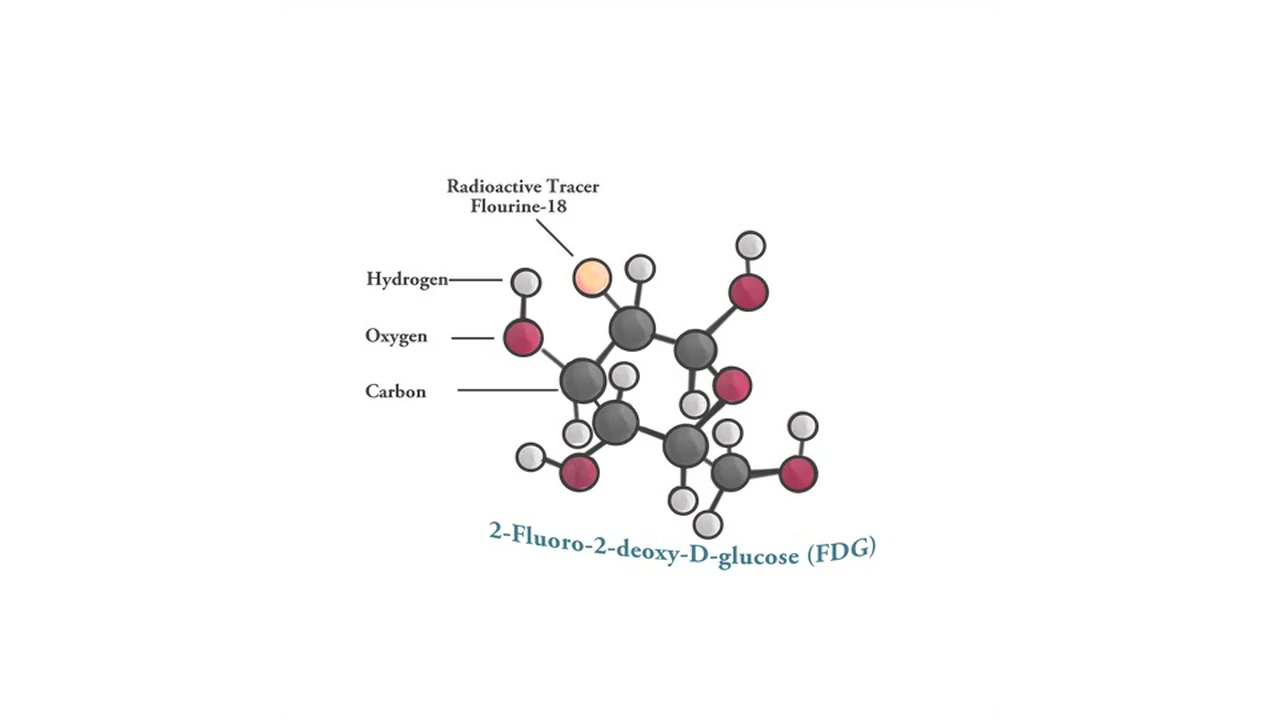 Radioactive Tracer
Flourine-18
Hydrogen
Oxygen
Carbon
2-Fluoro-2-deoxy-D-glucose (FDG)